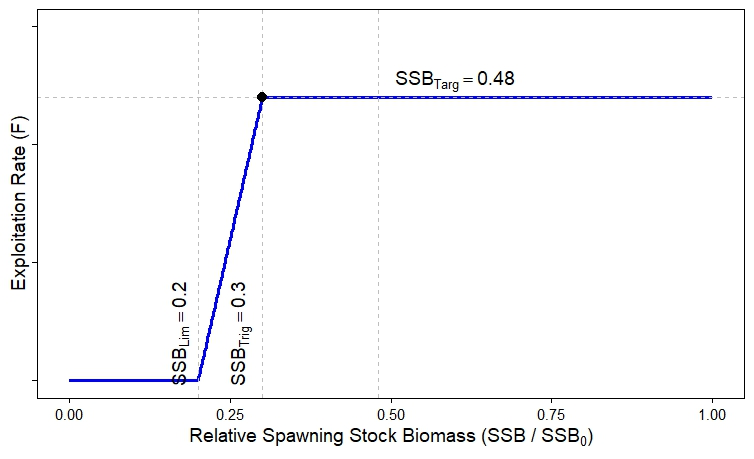 SSB_Targ = 0.48
SSB_Lim = 0.2
SSB_Trig = 0.3
Exploitation Rate (F)
0.00 0.25 0.50 0.75 1.00
Relative Spawning Stock Biomass (SSB / SSB₀)